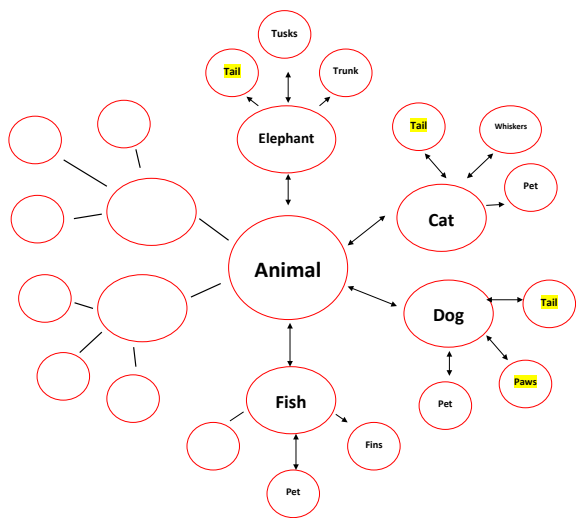 Tusks
Tail
Trunk
Elephant
Tail
Whiskers
Pet
Cat
Animal
Tail
Dog
Paws
Pet
Fish
Fins
Pet